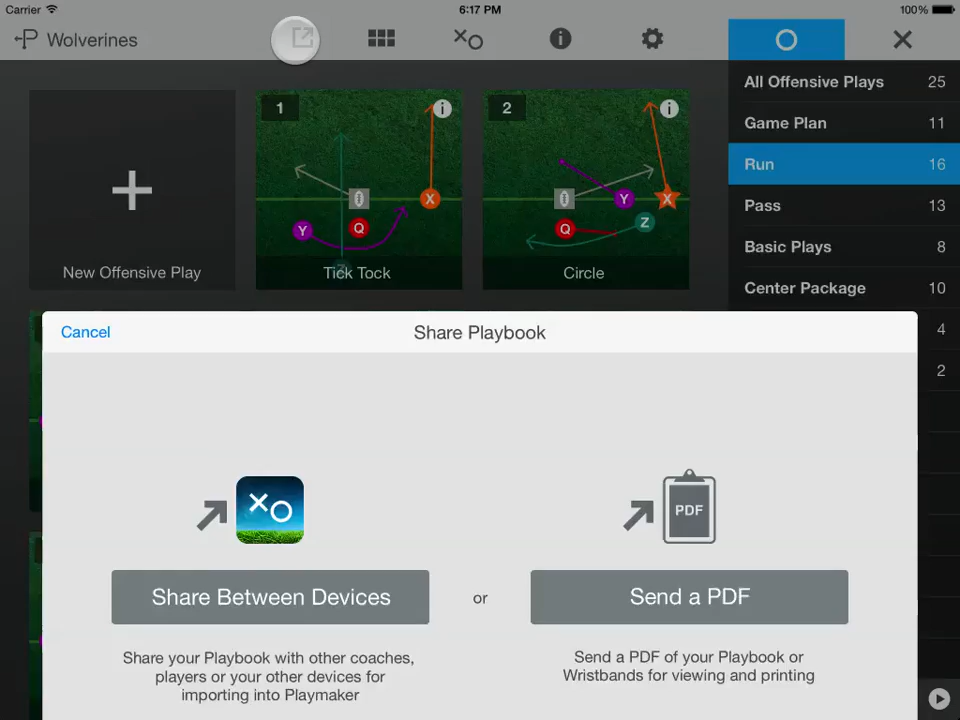 Carrier
6:17 PM
100%
Wolverines
XO
1
2
New Offensive Play
Y
Q
X
Tick Tock
Q
Y
Z
X
Circle
All Offensive Plays 25
Game Plan 11
Run 16
Pass 13
Basic Plays 8
Center Package 10
4
2
Cancel
Share Playbook
XO
PDF
Share Between Devices
or
Send a PDF
Share your Playbook with other coaches,
players or your other devices for
importing into Playmaker
Send a PDF of your Playbook or
Wristbands for viewing and printing